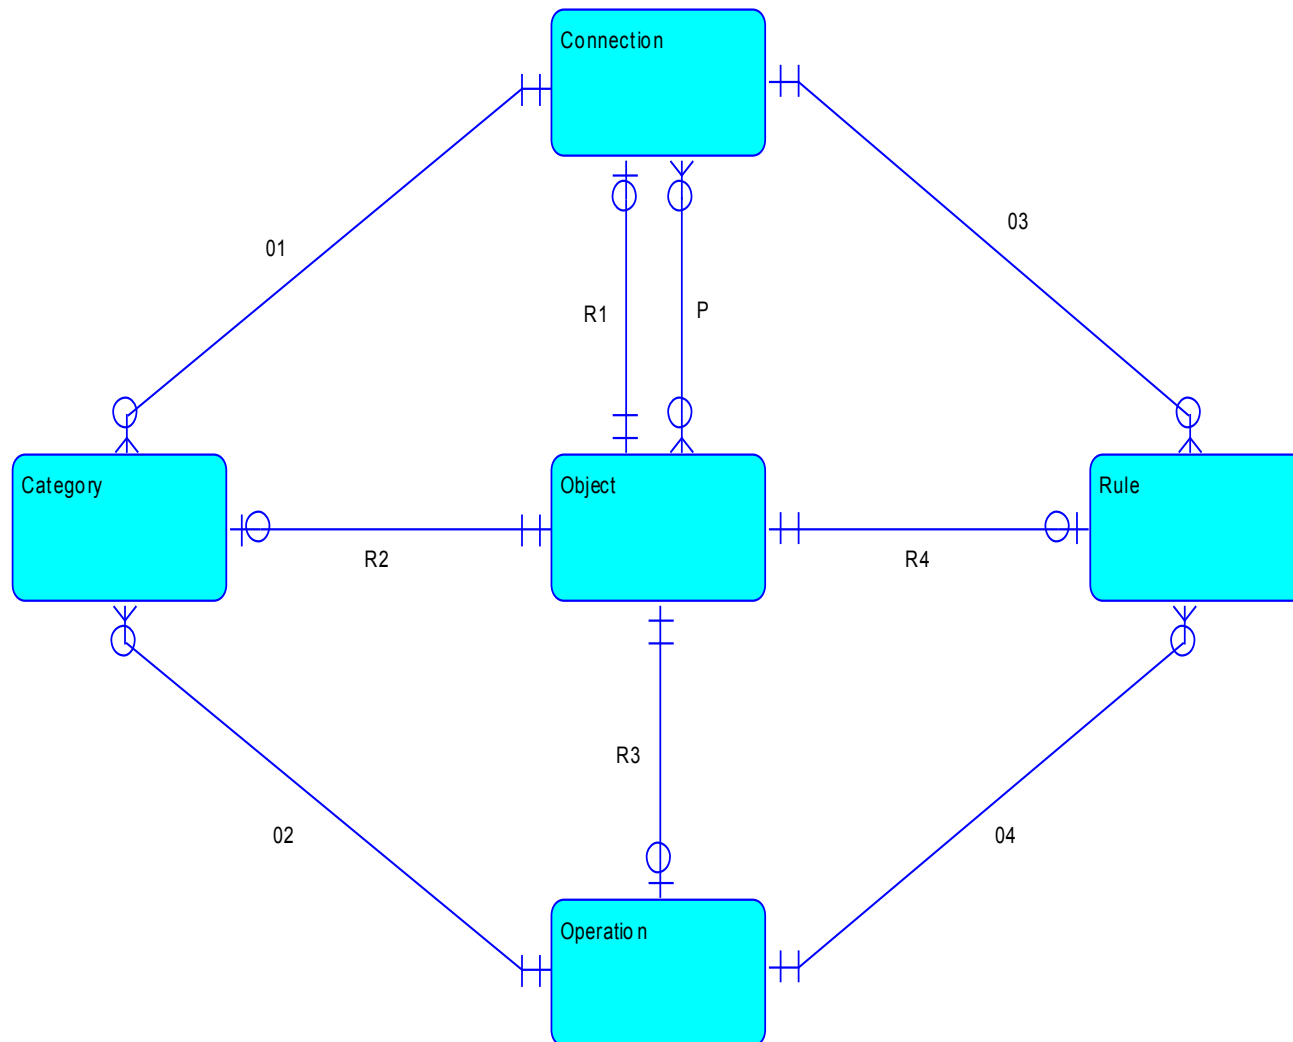 Connection
01
03
R1
P
Category
Object
Rule
R2
R4
R3
02
04
Operation